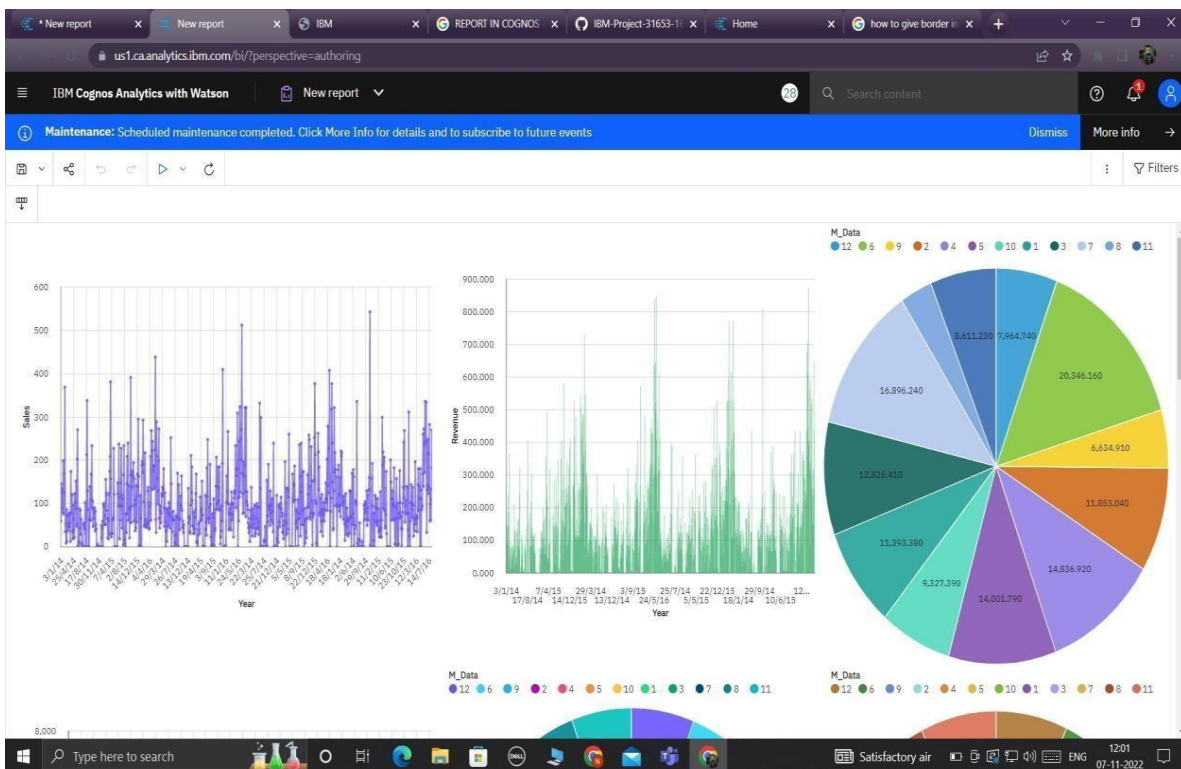 * New report
New report
IBM
REPORT IN COGNOS
IBM-Project-31653-16
Home
how to give border in
us1.ca.analytics.ibm.com/bi/?perspective=authoring
IBM Cognos Analytics with Watson
New report
28
Search content
1
Maintenance: Scheduled maintenance completed. Click More Info for details and to subscribe to future events
Dismiss
More info
Filters
600
500
400
300
200
100
0
Sales
Year
900.000
800.000
700.000
600.000
500.000
400.000
300.000
200.000
100.000
0.000
Revenue
3/1/14 7/4/15 29/3/14 3/9/15 25/7/14 22/12/15 29/9/14 12...
17/8/14 14/12/15 13/12/14 24/5/16 5/5/15 18/1/14 10/6/15
Year
M_Data
12 6 9 2 4 5 10 1 3 7 8 11
8,611.230 7,964.740
20,346.160
16,896.240
6,634.910
12,826.410
11,853.040
11,393.380
14,836.920
9,327.390
14,001.790
M_Data
12 6 9 2 4 5 10 1 3 7 8 11
M_Data
12 6 9 2 4 5 10 1 3 7 8 11
8,000
Type here to search
DELL
Satisfactory air
ENG
12:01
07-11-2022